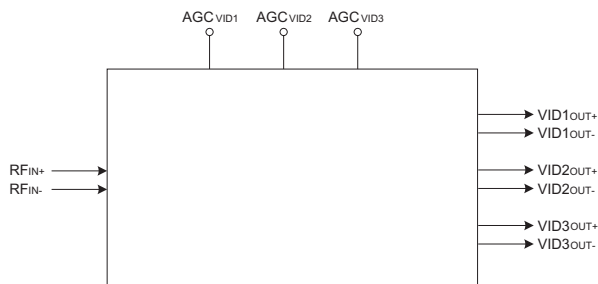 AGCVID1 AGCVID2 AGCVID3
VID1OUT+
VID1OUT-
RFIN+
VID2OUT+
RFIN-
VID2OUT-
VID3OUT+
VID3OUT-